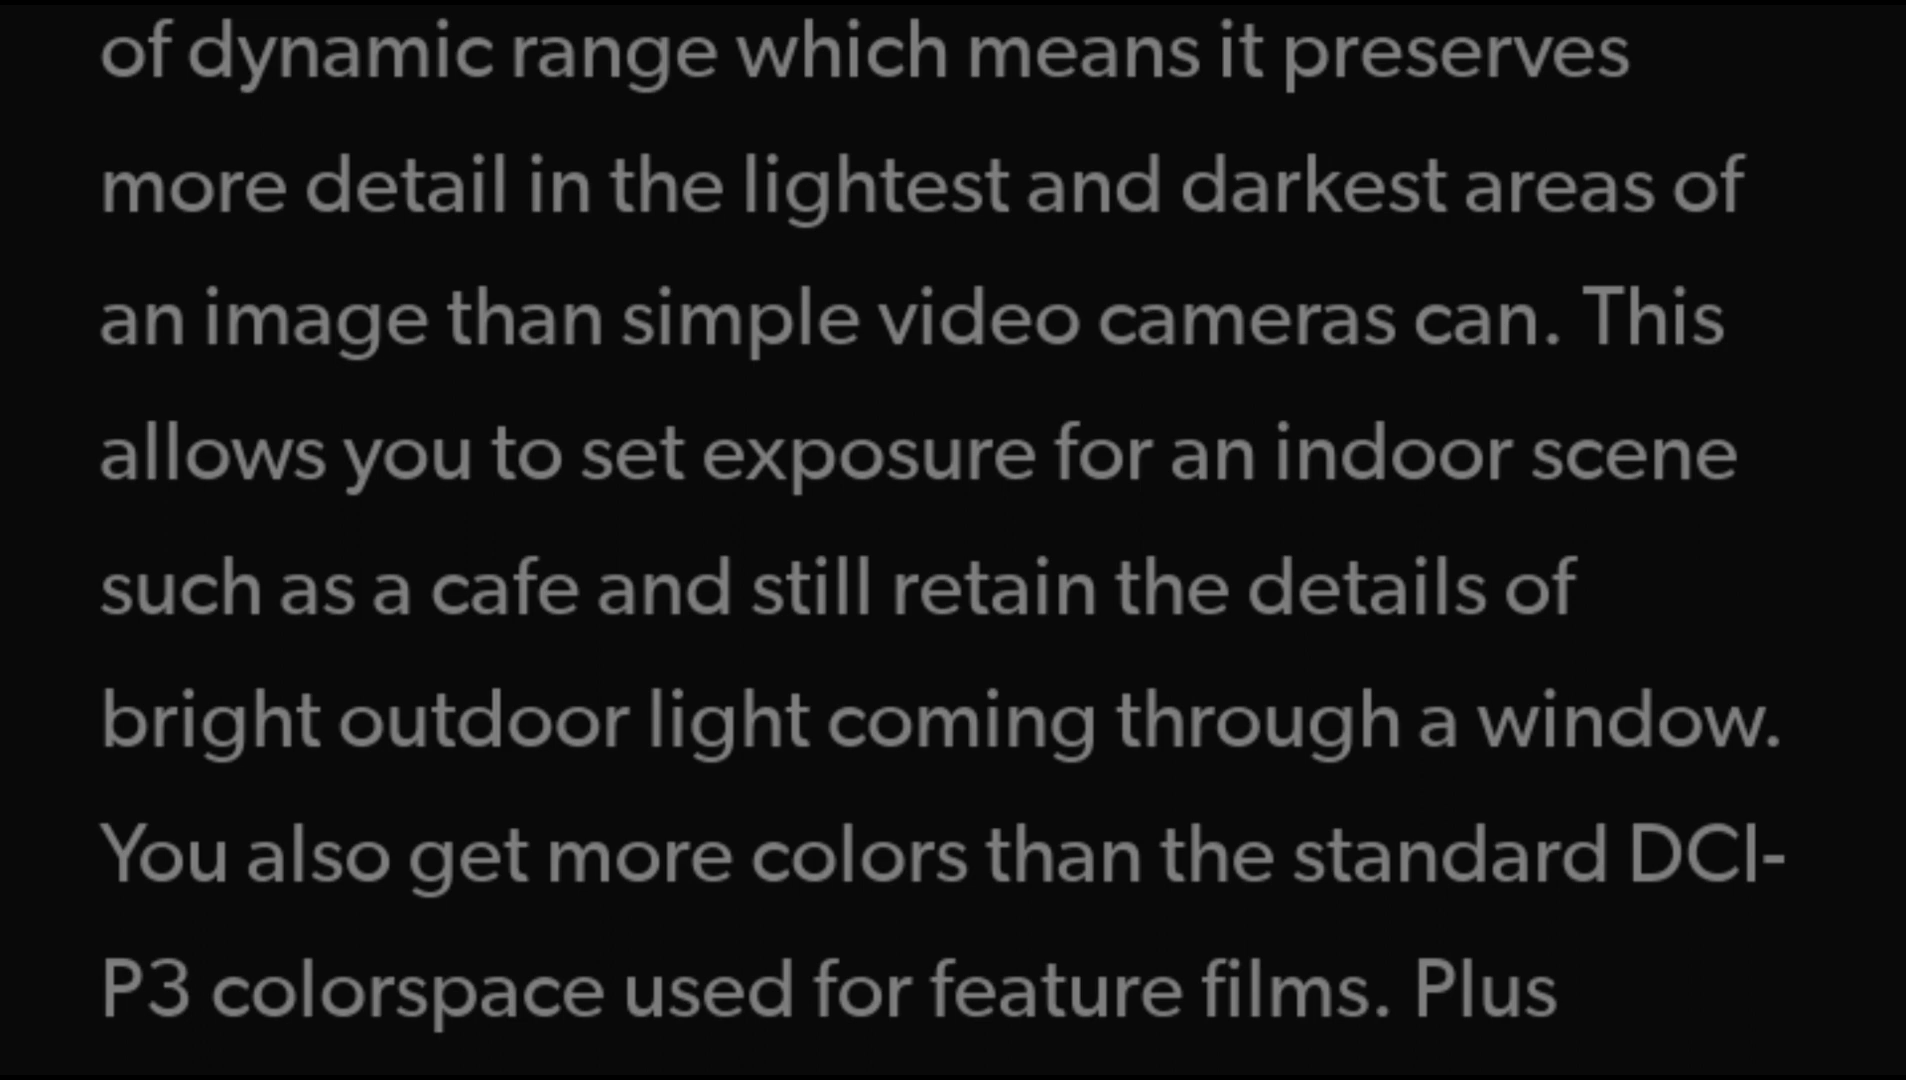 of dynamic range which means it preserves
more detail in the lightest and darkest areas of
an image than simple video cameras can. This
allows you to set exposure for an indoor scene
such as a cafe and still retain the details of
bright outdoor light coming through a window.
You also get more colors than the standard DCI-
P3 colorspace used for feature films. Plus